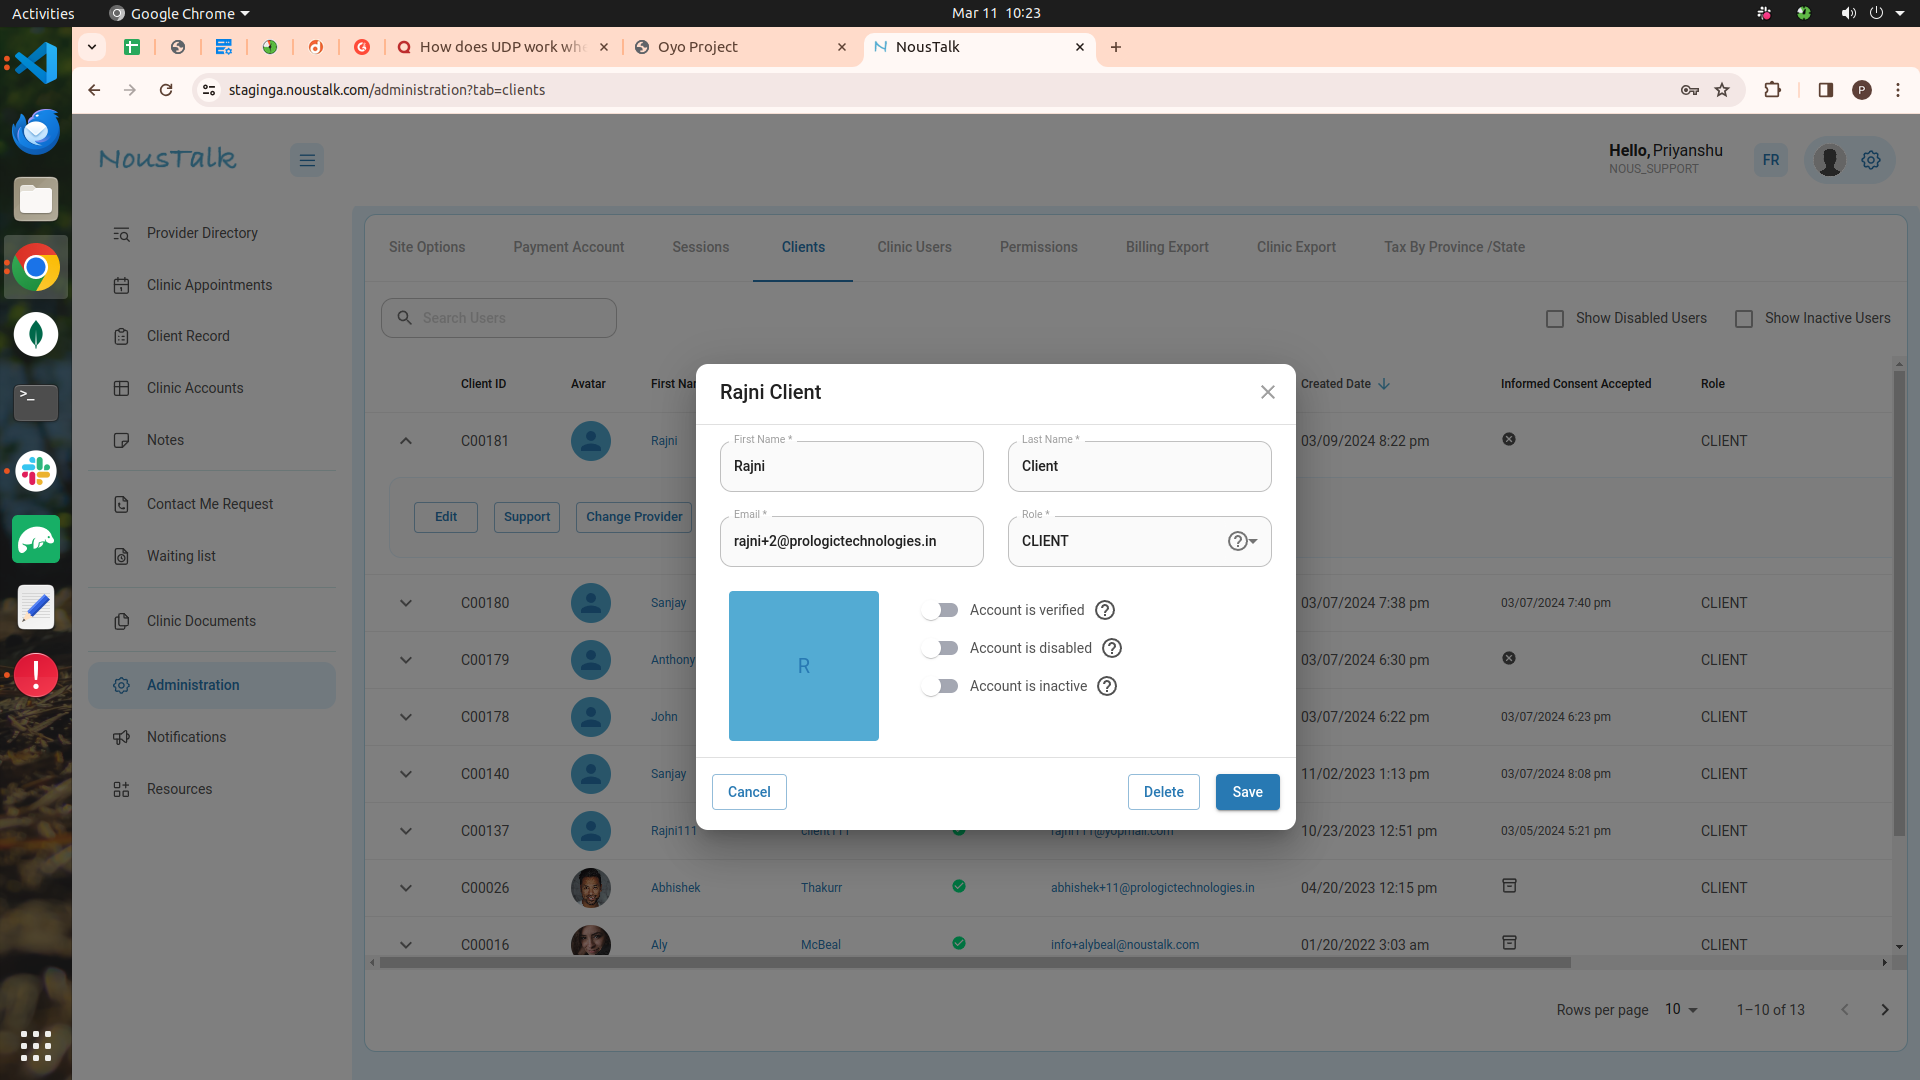 Activities
Google Chrome
Mar 11 10:23
How does UDP work whe
Oyo Project
NousTalk
staginga.noustalk.com/administration?tab=clients
P
NousTalk
Hello, Priyanshu
NOUS_SUPPORT
FR
Provider Directory
Clinic Appointments
Client Record
Clinic Accounts
Notes
Contact Me Request
Waiting list
Clinic Documents
Administration
Notifications
Resources
Site Options
Payment Account
Sessions
Clients
Clinic Users
Permissions
Billing Export
Clinic Export
Tax By Province /State
Search Users
Show Disabled Users
Show Inactive Users
Client ID
Avatar
First Nar
Created Date
Informed Consent Accepted
Role
C00181
Rajni
03/09/2024 8:22 pm
CLIENT
Edit
Support
Change Provider
C00180
Sanjay
03/07/2024 7:38 pm
03/07/2024 7:40 pm
CLIENT
C00179
Anthony
03/07/2024 6:30 pm
CLIENT
C00178
John
03/07/2024 6:22 pm
03/07/2024 6:23 pm
CLIENT
C00140
Sanjay
11/02/2023 1:13 pm
03/07/2024 8:08 pm
CLIENT
C00137
Rajni111
client111
rajni111@yopmail.com
10/23/2023 12:51 pm
03/05/2024 5:21 pm
CLIENT
C00026
Abhishek
Thakurr
abhishek+11@prologictechnologies.in
04/20/2023 12:15 pm
CLIENT
C00016
Aly
McBeal
info+alybeal@noustalk.com
01/20/2022 3:03 am
CLIENT
Rows per page
10
1–10 of 13
Rajni Client
First Name *
Rajni
Last Name *
Client
Email *
rajni+2@prologictechnologies.in
Role *
CLIENT
R
Account is verified
Account is disabled
Account is inactive
Cancel
Delete
Save